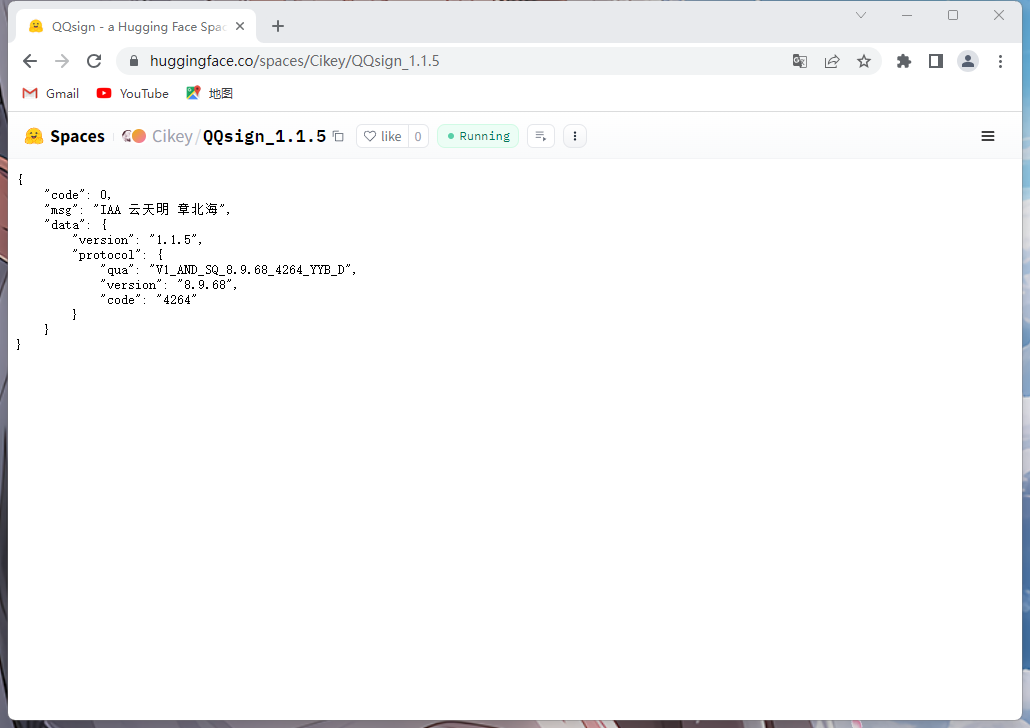 QQsign - a Hugging Face Spac
huggingface.co/spaces/Cikey/QQsign_1.1.5
Gmail YouTube 地图
Spaces Cikey/QQsign_1.1.5 like 0 Running
{
"code": 0,
"msg": "IAA 云天明 章北海",
"data": {
"version": "1.1.5",
"protocol": {
"qua": "V1_AND_SQ_8.9.68_4264_YYB_D",
"version": "8.9.68",
"code": "4264"
}
}
}